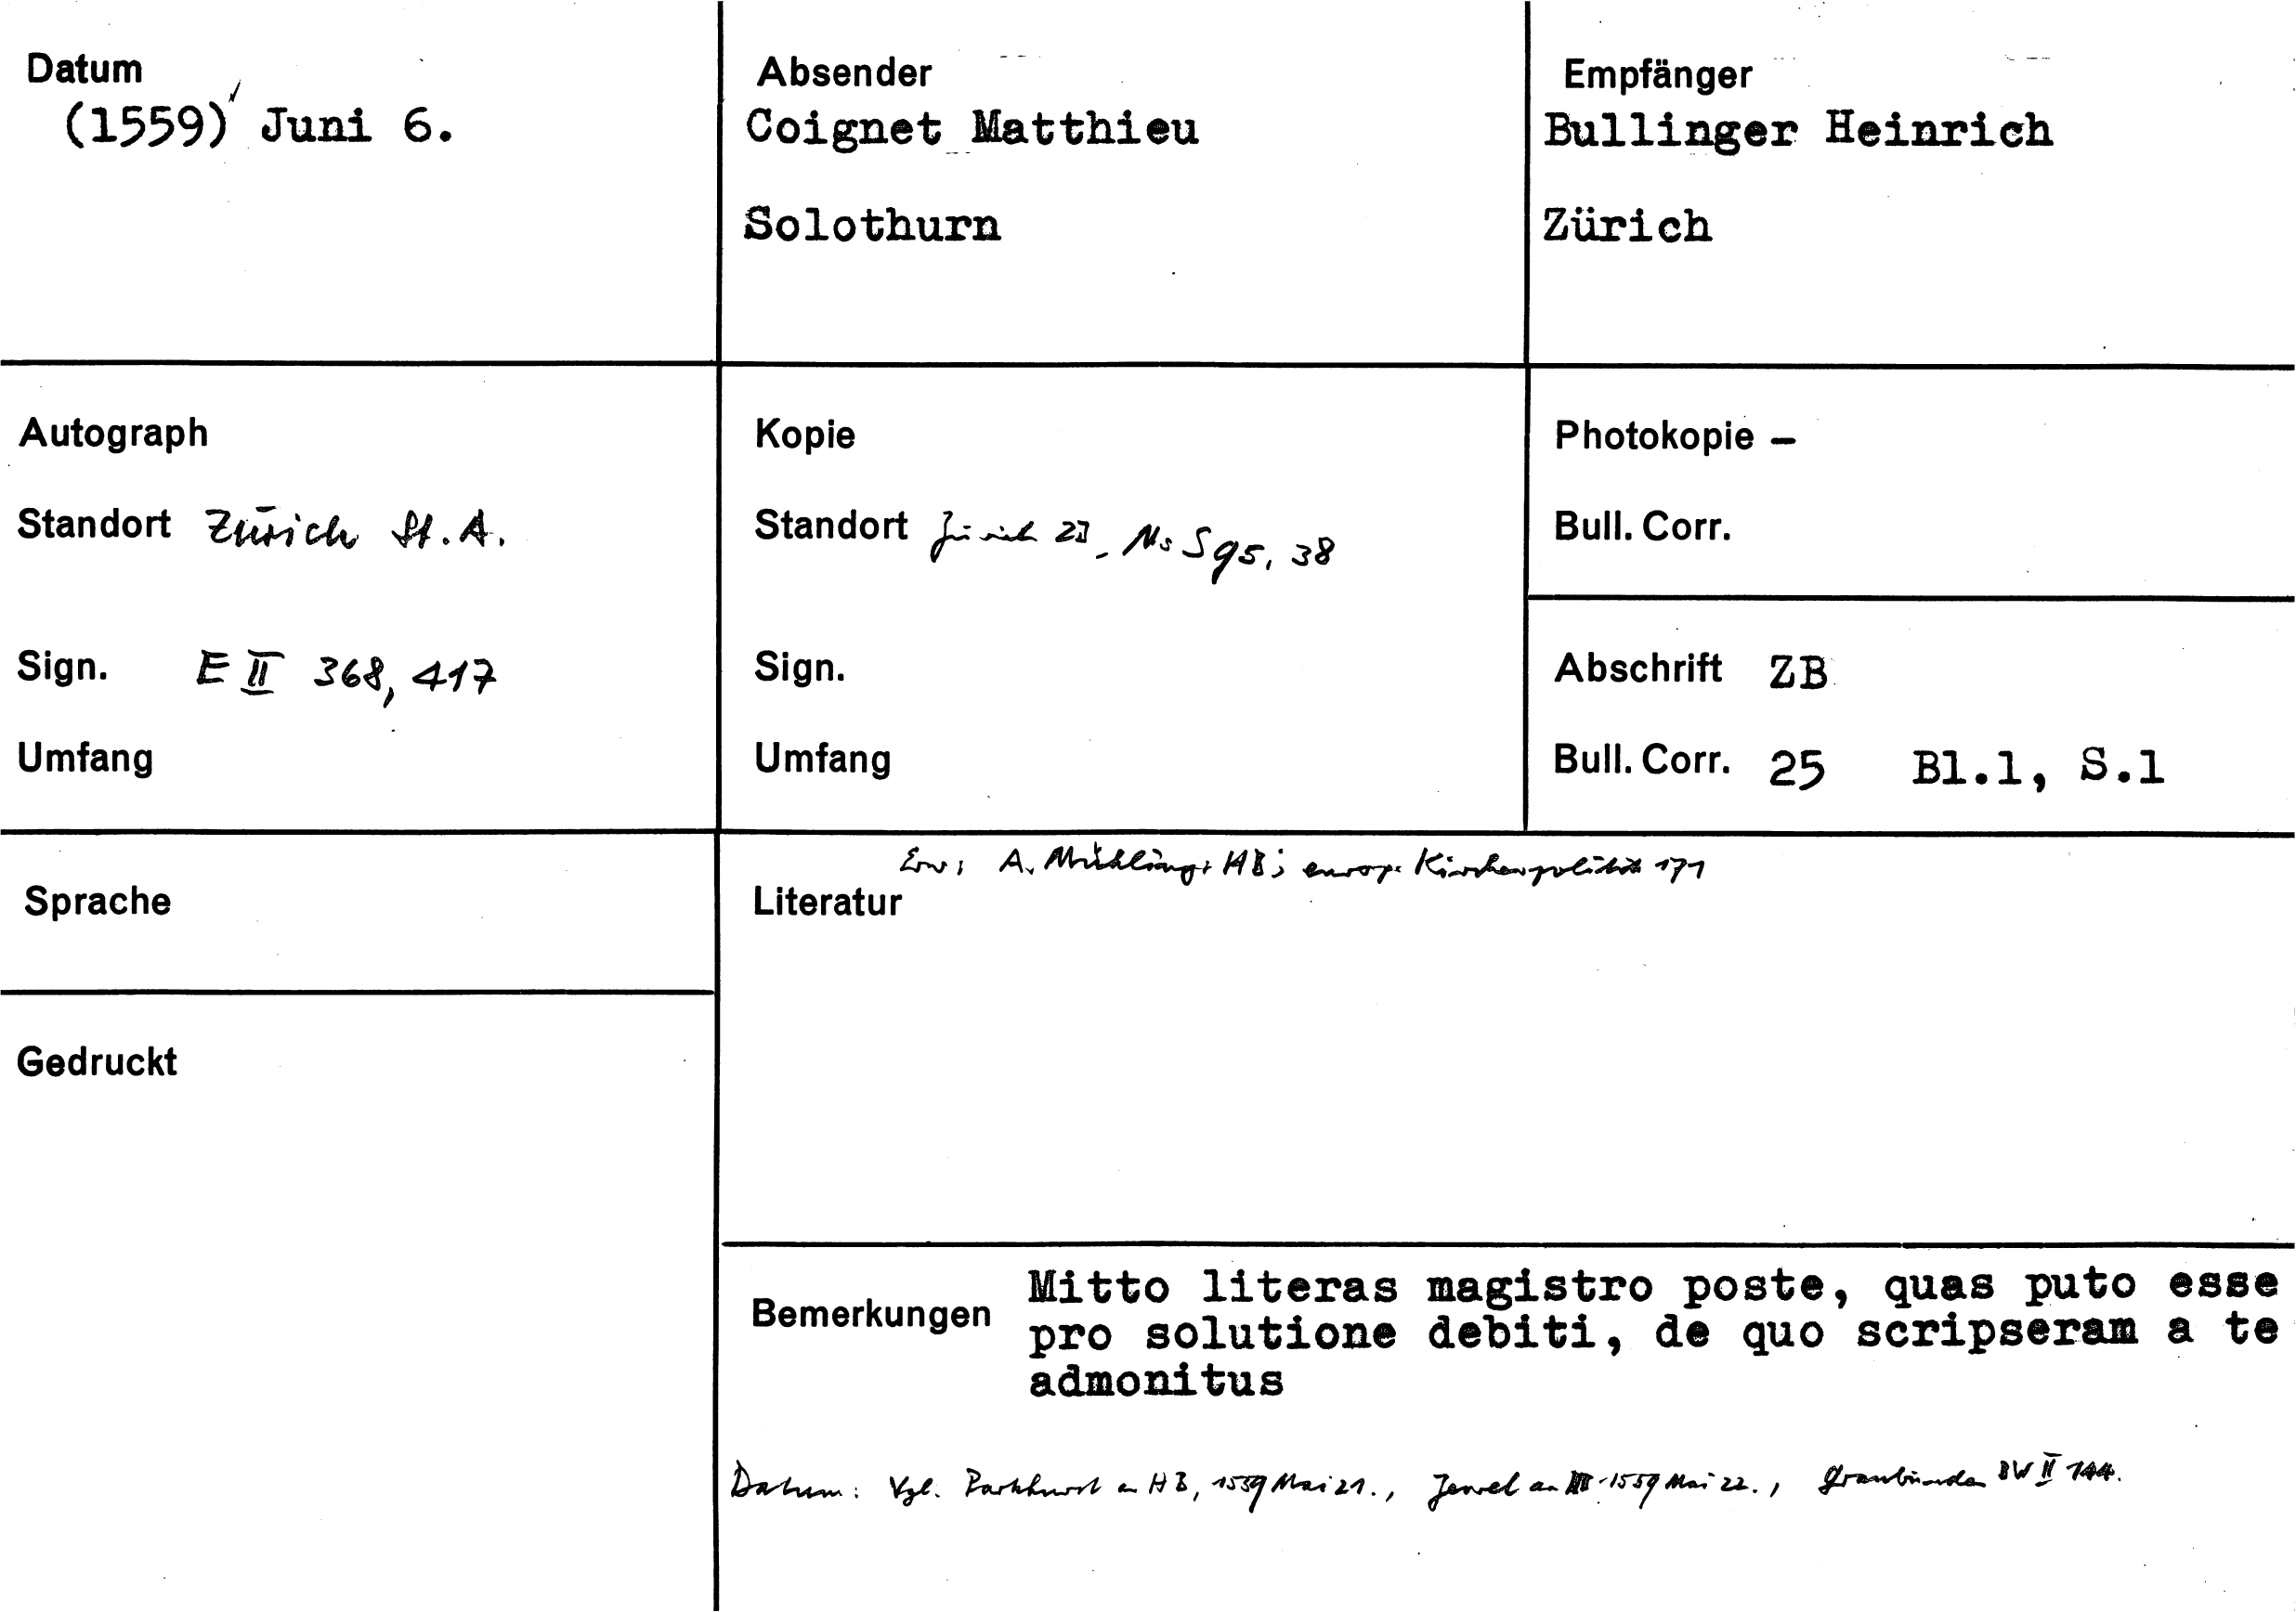 Datum
(1559) Juni 6.
Absender
Coignet Matthieu
Solothurn
Empfänger
Bullinger Heinrich
Zürich
Autograph
Standort Zürich St.A.
Sign. E II 368, 417
Umfang
Kopie
Standort Zürich ZB, Ms S 95, 38
Sign.
Umfang
Photokopie –
Bull. Corr.
Abschrift ZB
Bull. Corr. 25 Bl.1, S.1
Sprache
Gedruckt
Erw: A. Mühling, HB; europ. Kirchenpolitik 171
Literatur
Bemerkungen
Mitto literas magistro poste, quas puto esse
pro solutione debiti, de quo scripseram a te
admonitus
Datum: Vgl. Parkhurst an HB, 1559 Mai 21., Jewel an 1559 Mai 22., Graubünden BW II 144.